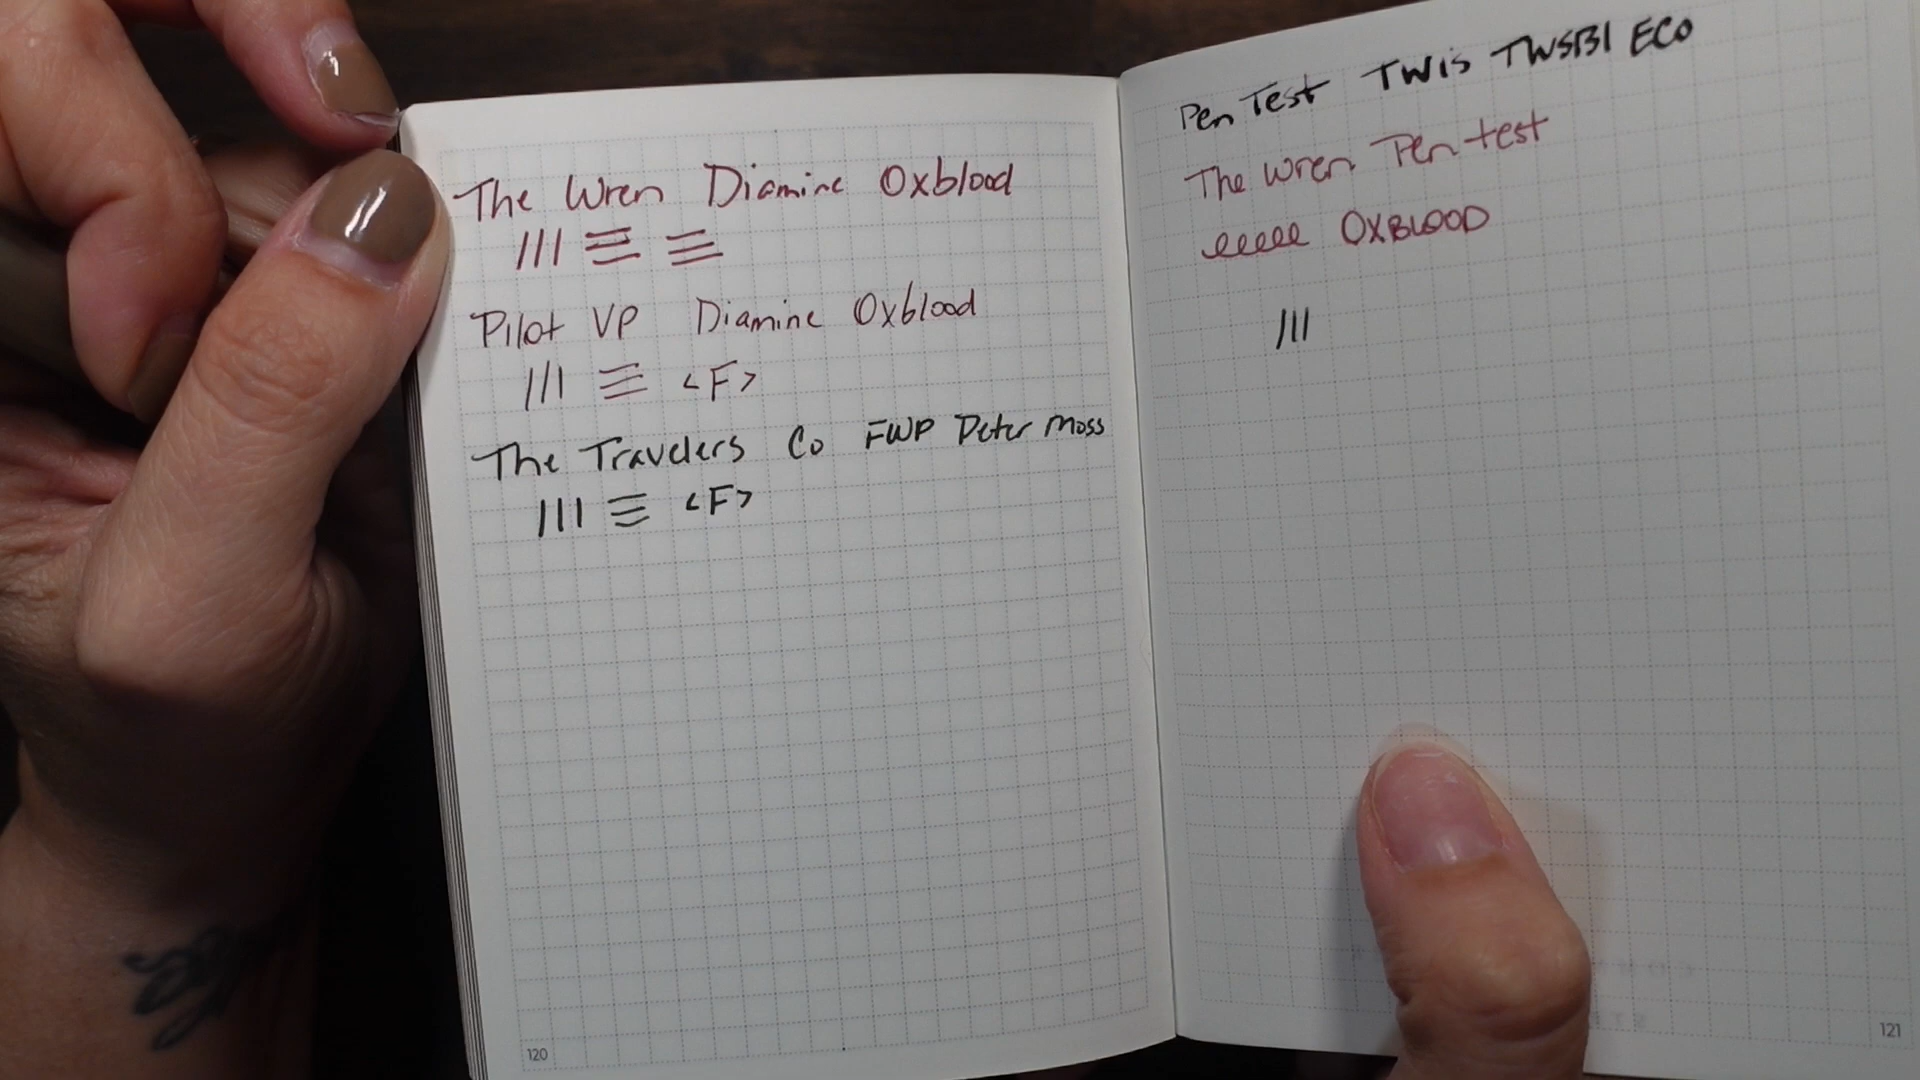 The Wren Diamine Oxblood
Pilot VP Diamine Oxblood
<F>
The Travelers Co FWP Peter Moss
<F>
120
Pen Test TWis TWSBI ECO
The Wren Pen test
eeeee OXBLOOD
121